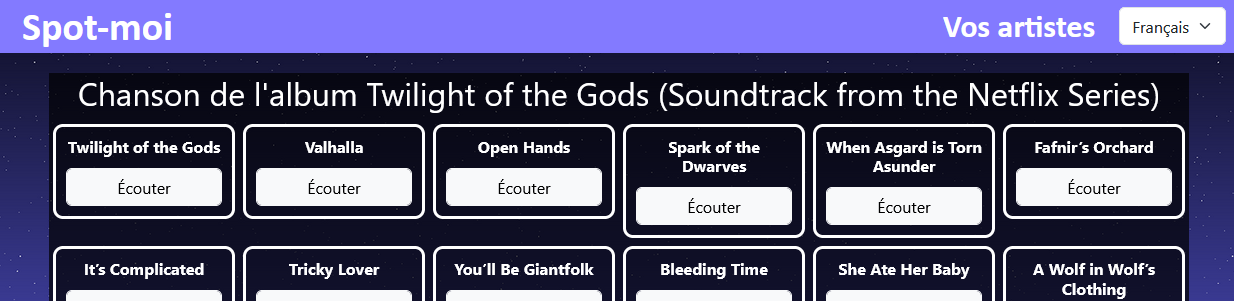 Spot-moi
Vos artistes
Français
Chanson de l'album Twilight of the Gods (Soundtrack from the Netflix Series)
Twilight of the Gods
Écouter
Valhalla
Écouter
Open Hands
Écouter
Spark of the
Dwarves
Écouter
When Asgard is Torn
Asunder
Écouter
Fafnir’s Orchard
Écouter
It’s Complicated
Tricky Lover
You’ll Be Giantfolk
Bleeding Time
She Ate Her Baby
A Wolf in Wolf’s
Clothing